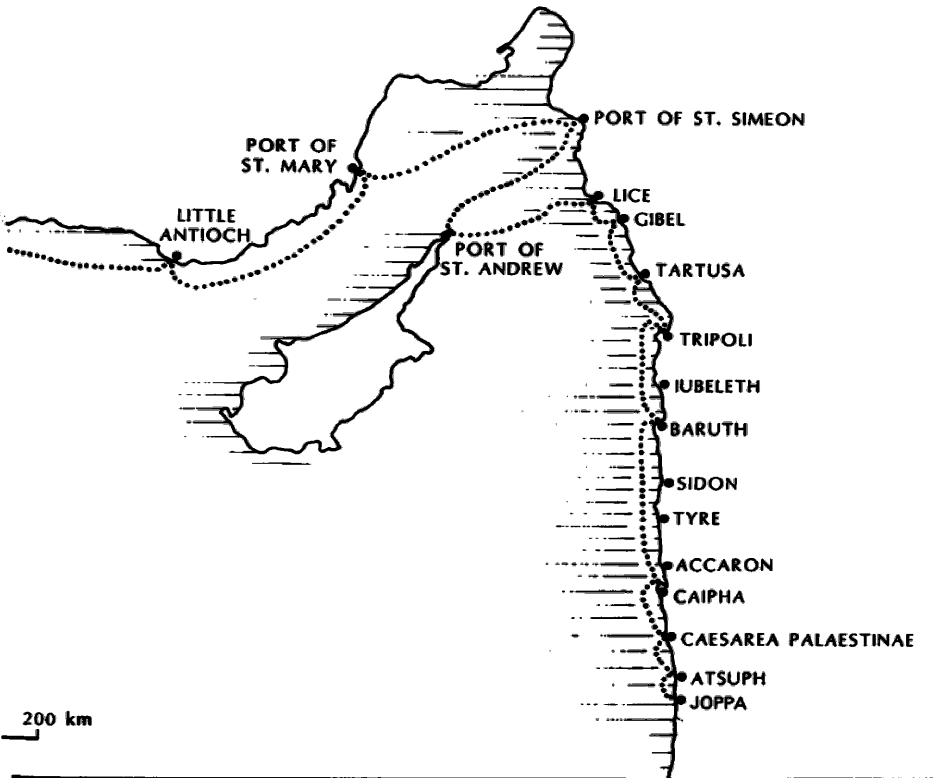 PORT OF ST. SIMEON
PORT OF
ST. MARY
LICE
LITTLE
ANTIOCH
GIBEL
PORT OF
ST. ANDREW
TARTUSA
TRIPOLI
IUBELETH
BARUTH
SIDON
TYRE
ACCARON
CAIPHA
CAESAREA PALAESTINAE
ATSUPH
JOPPA
200 km